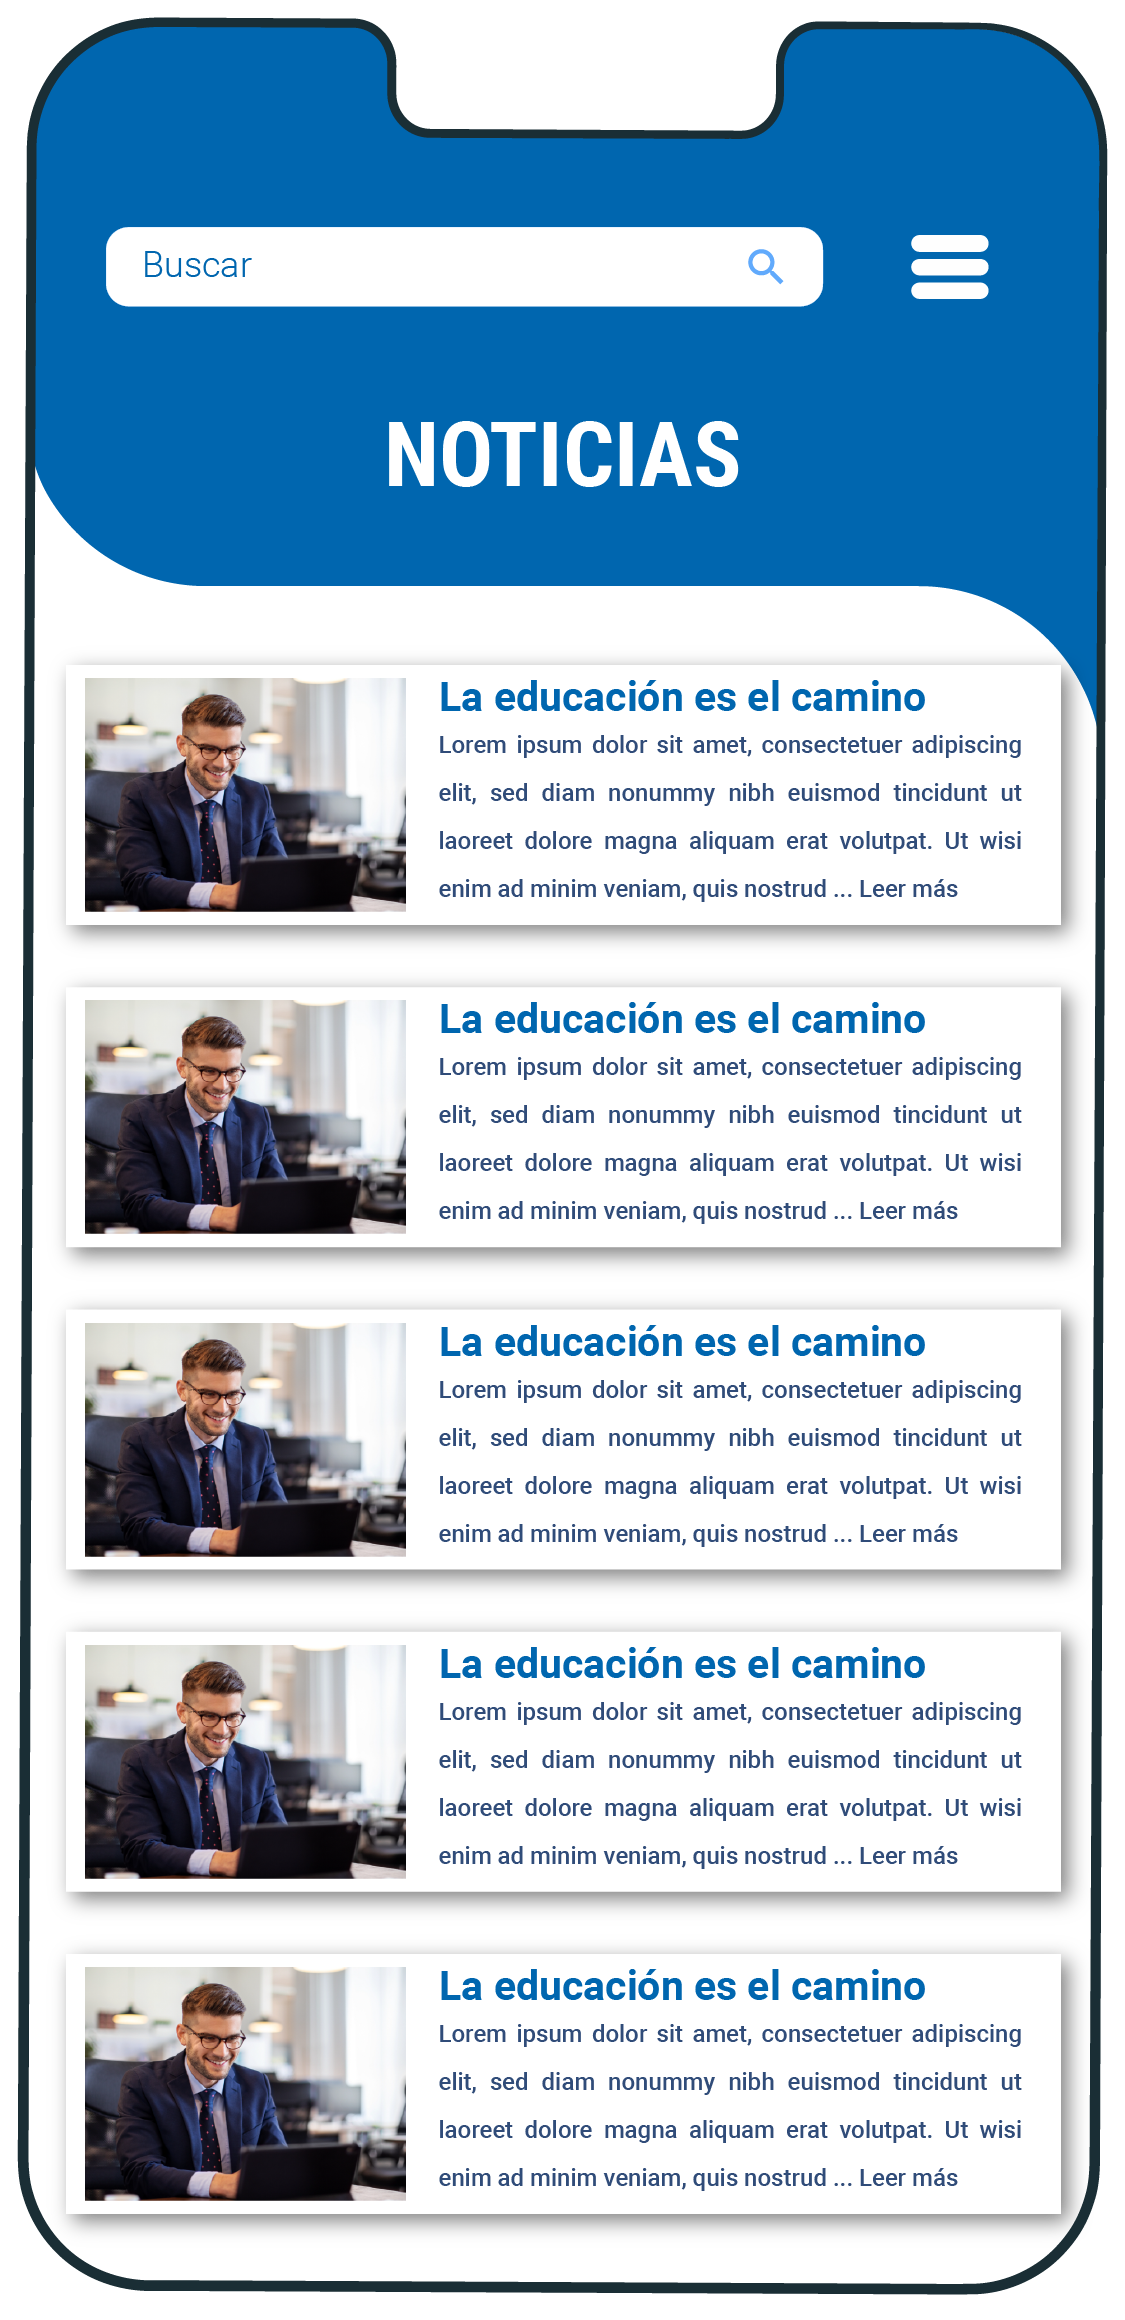 Buscar
NOTICIAS
La educación es el camino
Lorem ipsum dolor sit amet, consectetuer adipiscing
elit, sed diam nonummy nibh euismod tincidunt ut
laoreet dolore magna aliquam erat volutpat. Ut wisi
enim ad minim veniam, quis nostrud ... Leer más
La educación es el camino
Lorem ipsum dolor sit amet, consectetuer adipiscing
elit, sed diam nonummy nibh euismod tincidunt ut
laoreet dolore magna aliquam erat volutpat. Ut wisi
enim ad minim veniam, quis nostrud ... Leer más
La educación es el camino
Lorem ipsum dolor sit amet, consectetuer adipiscing
elit, sed diam nonummy nibh euismod tincidunt ut
laoreet dolore magna aliquam erat volutpat. Ut wisi
enim ad minim veniam, quis nostrud ... Leer más
La educación es el camino
Lorem ipsum dolor sit amet, consectetuer adipiscing
elit, sed diam nonummy nibh euismod tincidunt ut
laoreet dolore magna aliquam erat volutpat. Ut wisi
enim ad minim veniam, quis nostrud ... Leer más
La educación es el camino
Lorem ipsum dolor sit amet, consectetuer adipiscing
elit, sed diam nonummy nibh euismod tincidunt ut
laoreet dolore magna aliquam erat volutpat. Ut wisi
enim ad minim veniam, quis nostrud ... Leer más